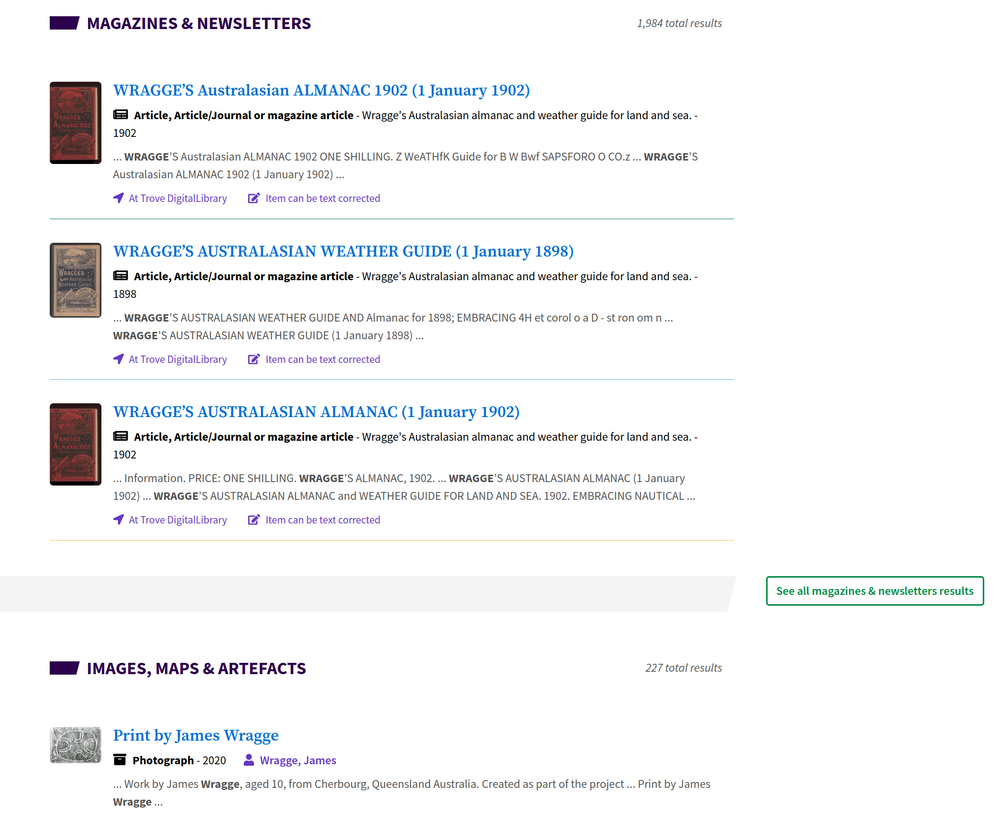 MAGAZINES & NEWSLETTERS
1,984 total results
WRAGGE'S Australasian ALMANAC 1902 (1 January 1902)
Article, Article/Journal or magazine article - Wragge's Australasian almanac and weather guide for land and sea. -
1902
... WRAGGE'S Australasian ALMANAC 1902 ONE SHILLING. Z WeATHfK Guide for B W Bwf SAPSFORO O CO.z ... WRAGGE'S
Australasian ALMANAC 1902 (1 January 1902) ...
At Trove DigitalLibrary
Item can be text corrected
WRAGGE'S AUSTRALASIAN WEATHER GUIDE (1 January 1898)
Article, Article/Journal or magazine article - Wragge's Australasian almanac and weather guide for land and sea. -
1898
... WRAGGE'S AUSTRALASIAN WEATHER GUIDE AND Almanac for 1898; EMBRACING 4H et corol o a D - st ron om n ...
WRAGGE'S AUSTRALASIAN WEATHER GUIDE (1 January 1898) ...
At Trove DigitalLibrary
Item can be text corrected
WRAGGE'S AUSTRALASIAN ALMANAC (1 January 1902)
Article, Article/Journal or magazine article - Wragge's Australasian almanac and weather guide for land and sea. -
1902
... Information. PRICE: ONE SHILLING. WRAGGE'S ALMANAC, 1902. ... WRAGGE'S AUSTRALASIAN ALMANAC (1 January
1902) ... WRAGGE'S AUSTRALASIAN ALMANAC and WEATHER GUIDE FOR LAND AND SEA. 1902. EMBRACING NAUTICAL ...
At Trove DigitalLibrary
Item can be text corrected
See all magazines & newsletters results
IMAGES, MAPS & ARTEFACTS
227 total results
Print by James Wragge
Photograph - 2020
Wragge, James
... Work by James Wragge, aged 10, from Cherbourg, Queensland Australia. Created as part of the project ... Print by James
Wragge ...